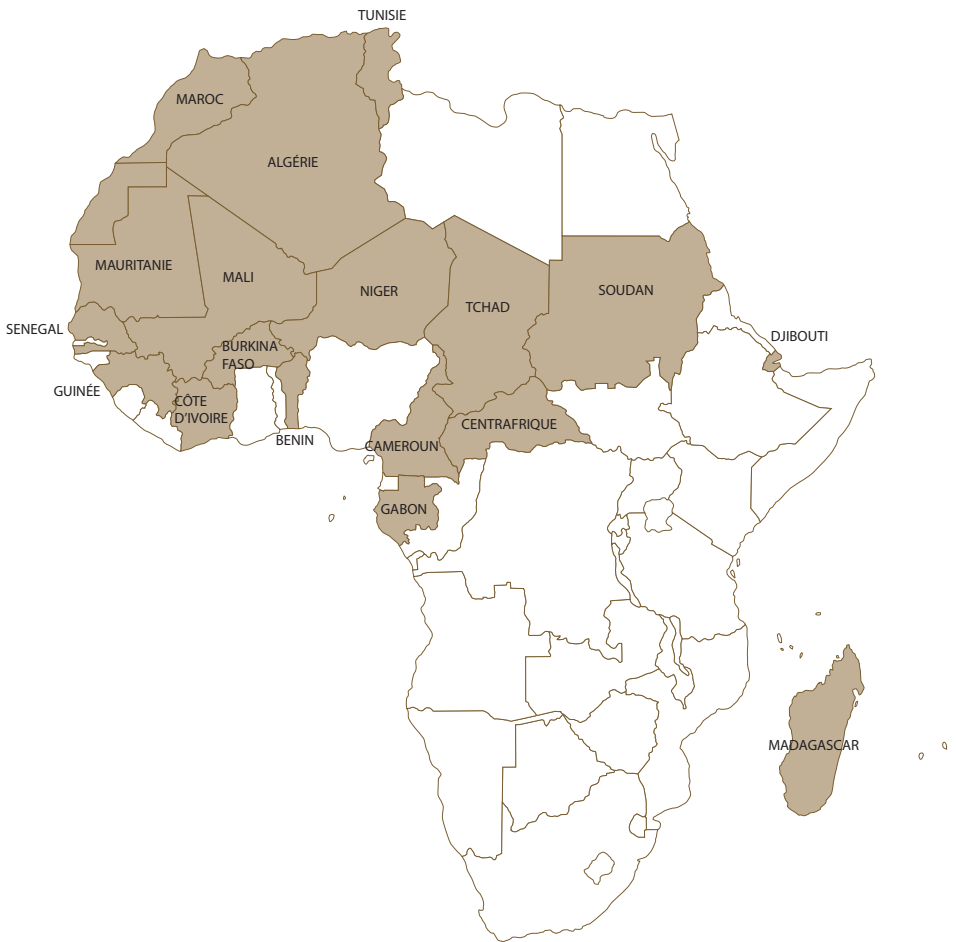 TUNISIE
MAROC
ALGÉRIE
MAURITANIE
MALI
NIGER
TCHAD
SOUDAN
SENEGAL
DJIBOUTI
BURKINA
FASO
GUINÉE
CÔTE
D'IVOIRE
BENIN
CAMEROUN
CENTRAFRIQUE
GABON
MADAGASCAR